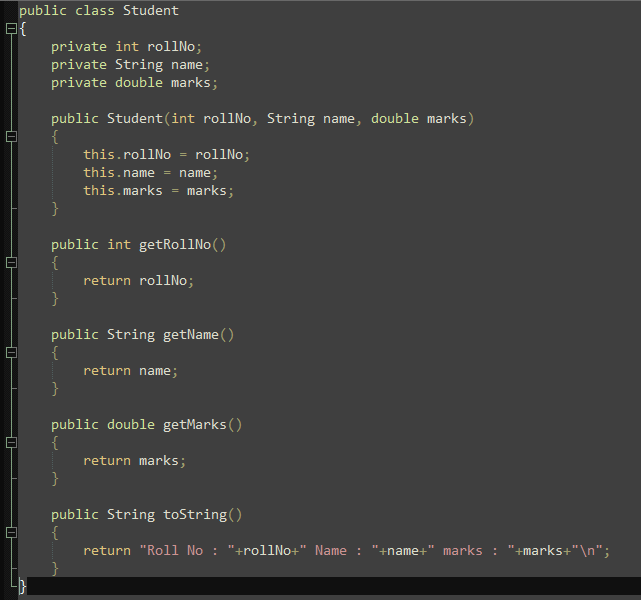 public class Student
{
    private int rollNo;
    private String name;
    private double marks;

    public Student(int rollNo, String name, double marks)
    {
        this.rollNo = rollNo;
        this.name = name;
        this.marks = marks;
    }

    public int getRollNo()
    {
        return rollNo;
    }

    public String getName()
    {
        return name;
    }

    public double getMarks()
    {
        return marks;
    }

    public String toString()
    {
        return "Roll No : "+rollNo+" Name : "+name+" marks : "+marks+"\n";
    }
}